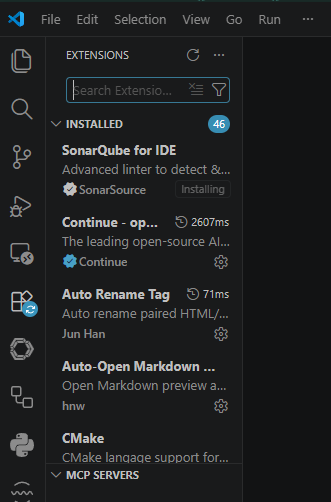 File Edit View Go Run ...
EXTENSIONS
Search Extensio...
INSTALLED 46
SonarQube for IDE
Advanced linter to detect &...
SonarSource Installing
Continue - op... 2607ms
The leading open-source AI...
Continue
Auto Rename Tag 71ms
Auto rename paired HTML/...
Jun Han
Auto-Open Markdown ...
Open Markdown preview a...
hnw
CMake
CMake langage support for...
MCP SERVERS